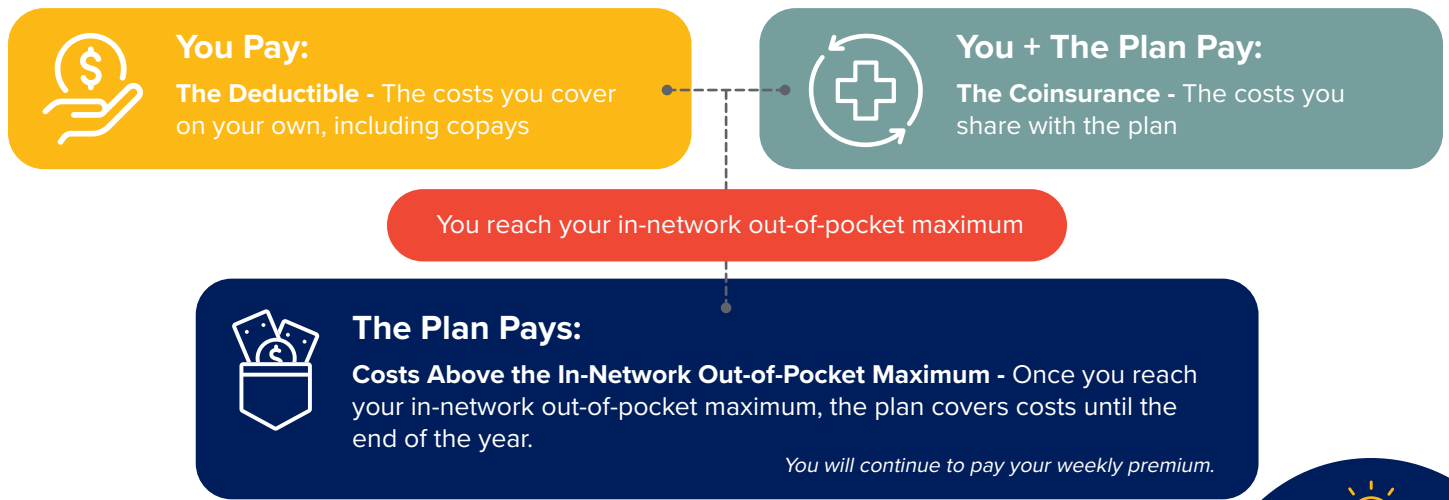 You Pay:
The Deductible - The costs you cover
on your own, including copays
You + The Plan Pay:
The Coinsurance - The costs you
share with the plan
You reach your in-network out-of-pocket maximum
The Plan Pays:
Costs Above the In-Network Out-of-Pocket Maximum - Once you reach
your in-network out-of-pocket maximum, the plan covers costs until the
end of the year.
You will continue to pay your weekly premium.